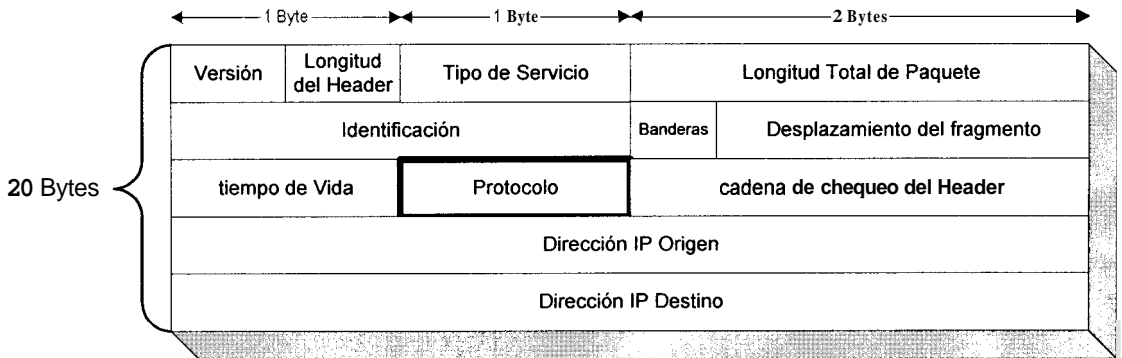 1 Byte
1 Byte
2 Bytes
Versión
Longitud
del Header
Tipo de Servicio
Longitud Total de Paquete
Identificación
Banderas
Desplazamiento del fragmento
20 Bytes
tiempo de Vida
Protocolo
cadena de chequeo del Header
Dirección IP Origen
Dirección IP Destino